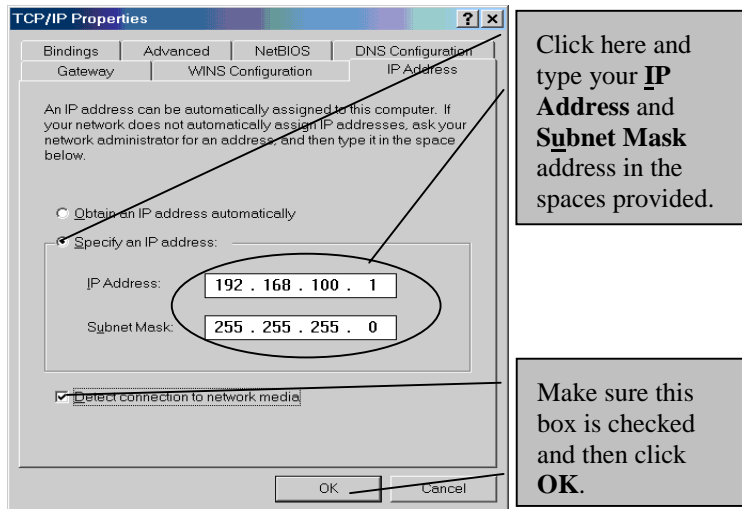 TCP/IP Properties
Bindings Advanced NetBIOS DNS Configuration
Gateway WINS Configuration IP Address
An IP address can be automatically assigned to this computer. If
your network does not automatically assign IP addresses, ask your
network administrator for an address, and then type it in the space
below.
Obtain an IP address automatically
Specify an IP address:
IP Address: 192 . 168 . 100 . 1
Subnet Mask: 255 . 255 . 255 . 0
Detect connection to network media
OK Cancel
Click here and
type your IP
Address and
Subnet Mask
address in the
spaces provided.
Make sure this
box is checked
and then click
OK.